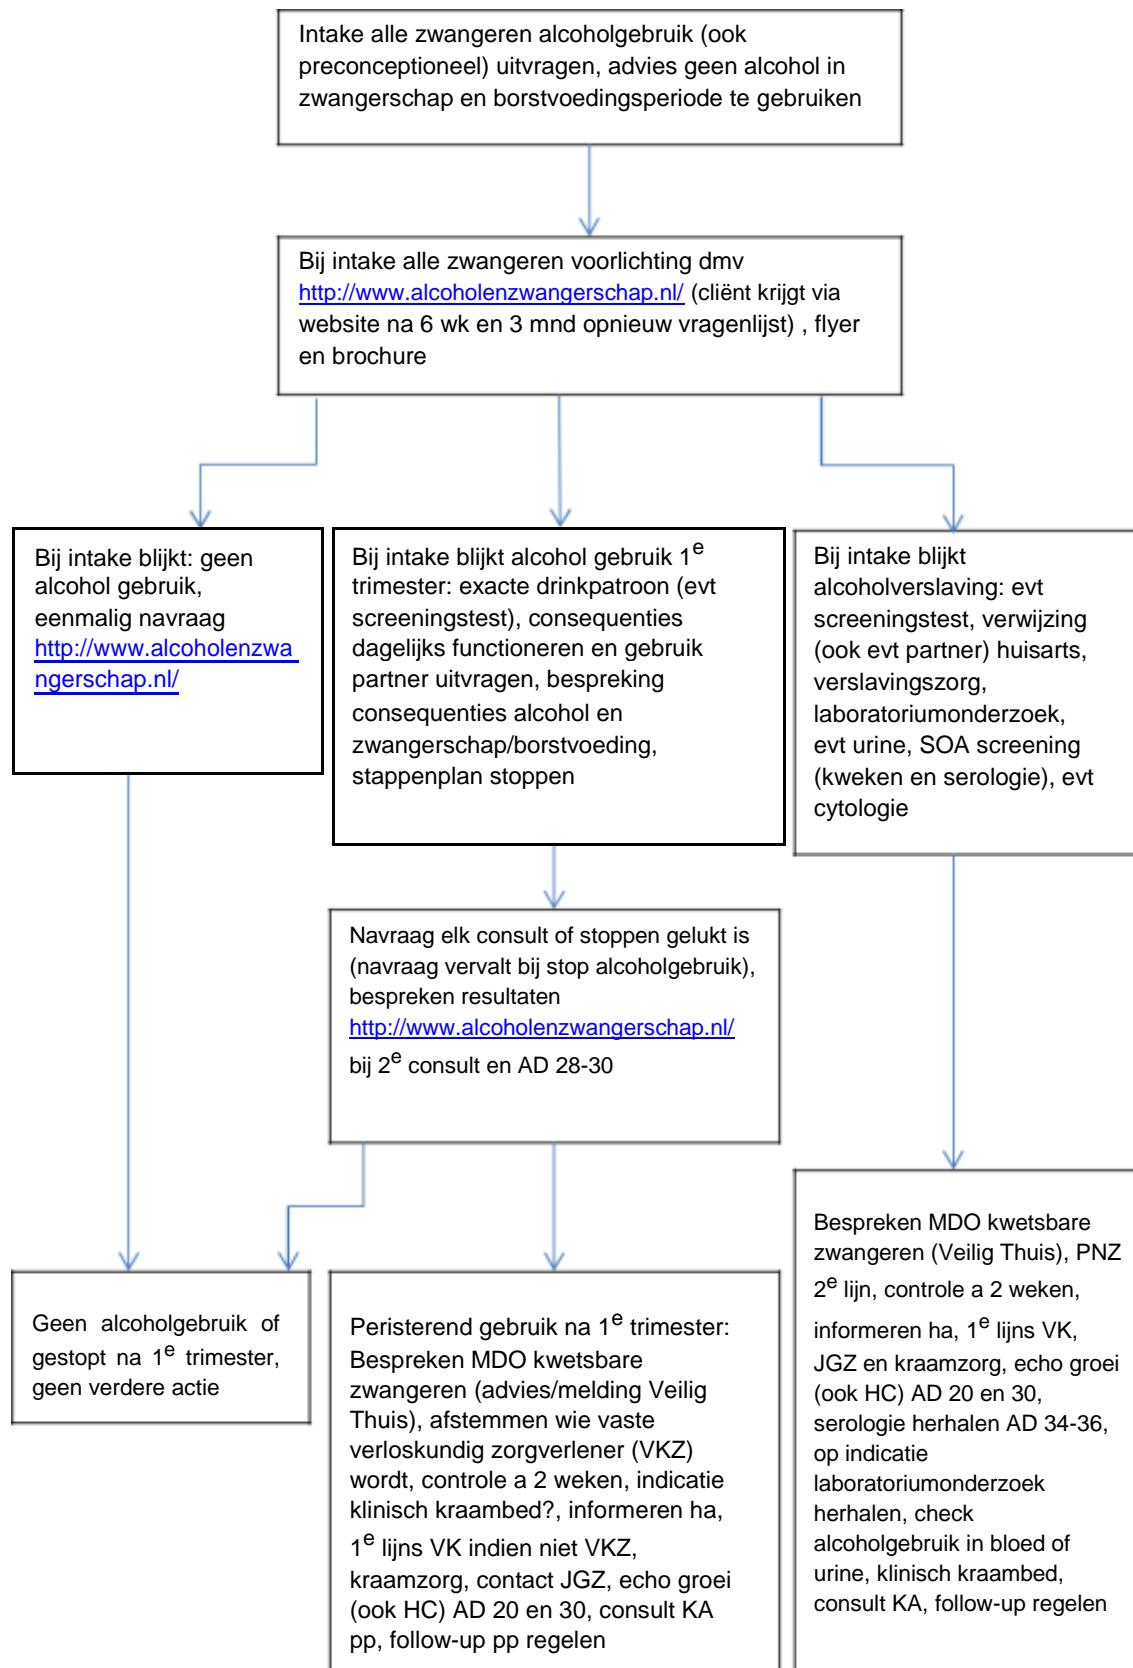 Intake alle zwangeren alcoholgebruik (ook
preconceptioneel) uitvragen, advies geen alcohol in
zwangerschap en borstvoedingsperiode te gebruiken
Bij intake alle zwangeren voorlichting dmv
http://www.alcoholenzwangerschap.nl/ (cliënt krijgt via
website na 6 wk en 3 mnd opnieuw vragenlijst) , flyer
en brochure
Bij intake blijkt: geen
alcohol gebruik,
eenmalig navraag
http://www.alcoholenzwa
ngerschap.nl/
Bij intake blijkt alcohol gebruik 1e
trimester: exacte drinkpatroon (evt
screeningstest), consequenties
dagelijks functioneren en gebruik
partner uitvragen, bespreking
consequenties alcohol en
zwangerschap/borstvoeding,
stappenplan stoppen
Bij intake blijkt
alcoholverslaving: evt
screeningstest, verwijzing
(ook evt partner) huisarts,
verslavingszorg,
laboratoriumonderzoek,
evt urine, SOA screening
(kweken en serologie), evt
cytologie
Navraag elk consult of stoppen gelukt is
(navraag vervalt bij stop alcoholgebruik),
bespreken resultaten
http://www.alcoholenzwangerschap.nl/
bij 2e consult en AD 28-30
Geen alcoholgebruik of
gestopt na 1e trimester,
geen verdere actie
Peristerend gebruik na 1e trimester:
Bespreken MDO kwetsbare
zwangeren (advies/melding Veilig
Thuis), afstemmen wie vaste
verloskundig zorgverlener (VKZ)
wordt, controle a 2 weken, indicatie
klinisch kraambed?, informeren ha,
1e lijns VK indien niet VKZ,
kraamzorg, contact JGZ, echo groei
(ook HC) AD 20 en 30, consult KA
pp, follow-up pp regelen
Bespreken MDO kwetsbare
zwangeren (Veilig Thuis), PNZ
2e lijn, controle a 2 weken,
informeren ha, 1e lijns VK,
JGZ en kraamzorg, echo groei
(ook HC) AD 20 en 30,
serologie herhalen AD 34-36,
op indicatie
laboratoriumonderzoek
herhalen, check
alcoholgebruik in bloed of
urine, klinisch kraambed,
consult KA, follow-up regelen